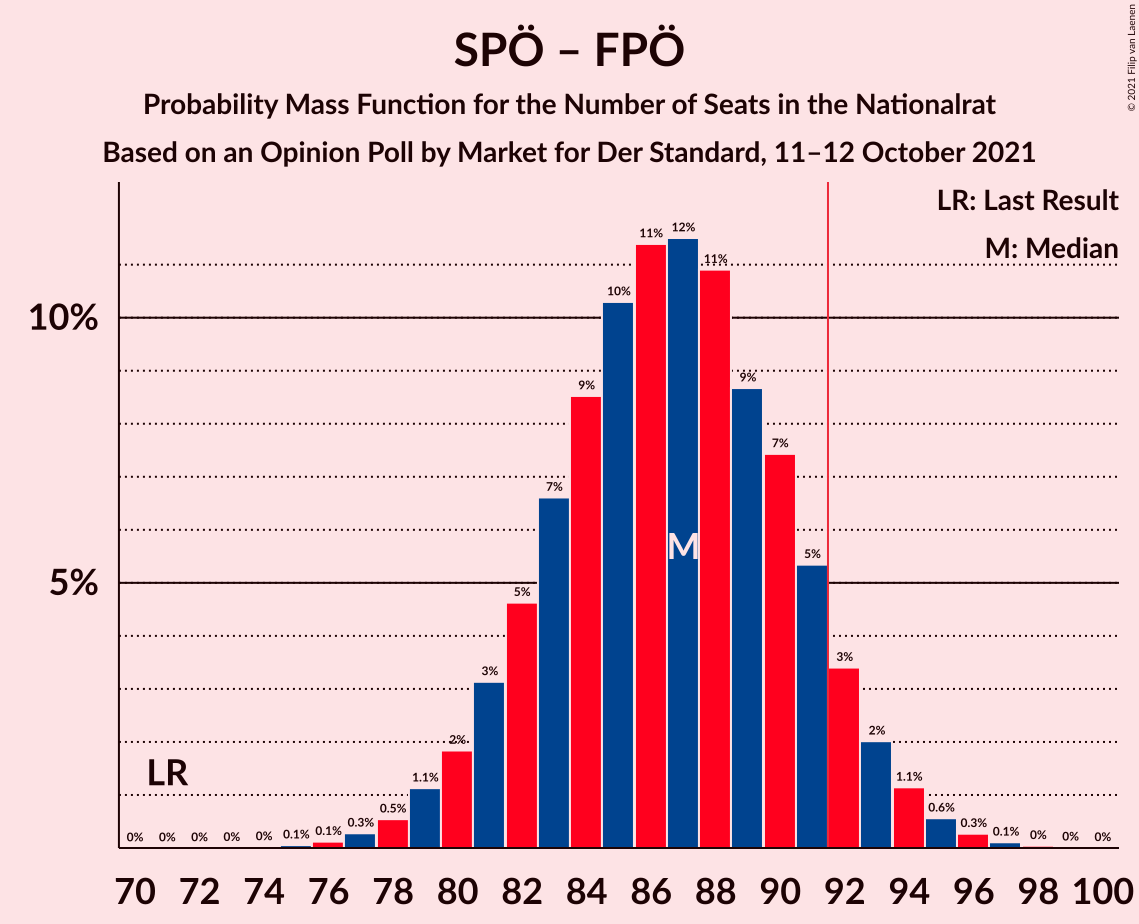 SPÖ – FPÖ
Probability Mass Function for the Number of Seats in the Nationalrat
Based on an Opinion Poll by Market for Der Standard, 11–12 October 2021
© 2021 Filip van Laenen
LR: Last Result
M: Median
10%
5%
0% 0% 0% 0% 0% 0.1% 0.1% 0.3% 0.5% 1.1% 2% 3% 5% 7% 9% 10% 11% 12% 11% 9% 7% 5% 3% 2% 1.1% 0.6% 0.3% 0.1% 0% 0% 0%
M
LR
70 72 74 76 78 80 82 84 86 88 90 92 94 96 98 100